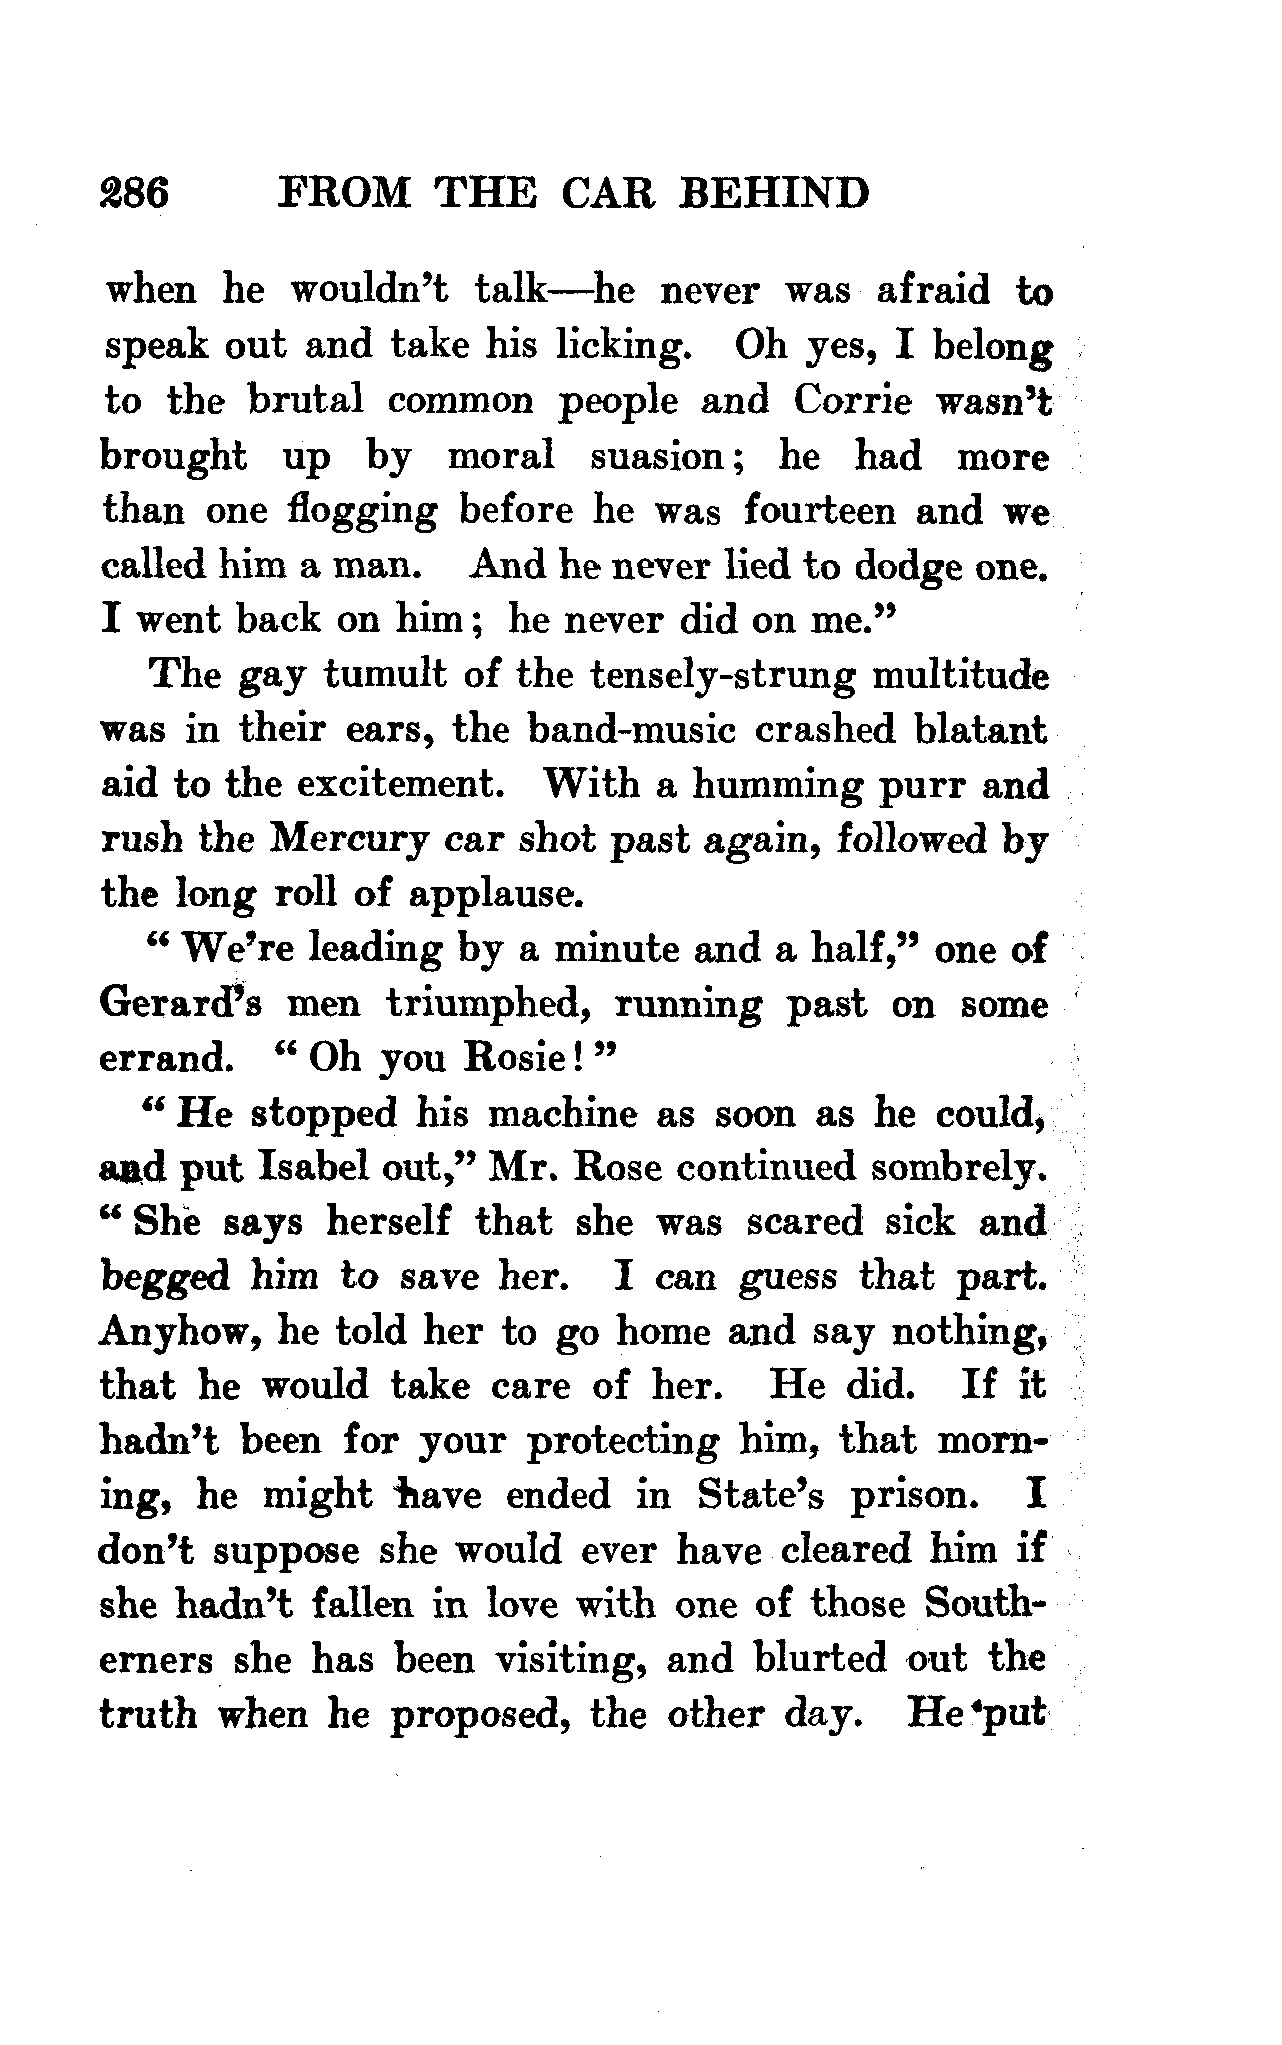 286 FROM THE CAR BEHIND
when he wouldn't talk—he never was afraid to
speak out and take his licking. Oh yes, I belong
to the brutal common people and Corrie wasn't
brought up by moral suasion; he had more
than one flogging before he was fourteen and we
called him a man. And he never lied to dodge one.
I went back on him; he never did on me."
The gay tumult of the tensely-strung multitude
was in their ears, the band-music crashed blatant
aid to the excitement. With a humming purr and
rush the Mercury car shot past again, followed by
the long roll of applause.
"We're leading by a minute and a half," one of
Gerard's men triumphed, running past on some
errand. "Oh you Rosie!"
"He stopped his machine as soon as he could,
and put Isabel out," Mr. Rose continued sombrely.
"She says herself that she was scared sick and
begged him to save her. I can guess that part.
Anyhow, he told her to go home and say nothing,
that he would take care of her. He did. If it
hadn't been for your protecting him, that morn-
ing, he might have ended in State's prison. I
don't suppose she would ever have cleared him if
she hadn't fallen in love with one of those South-
erners she has been visiting, and blurted out the
truth when he proposed, the other day. He put